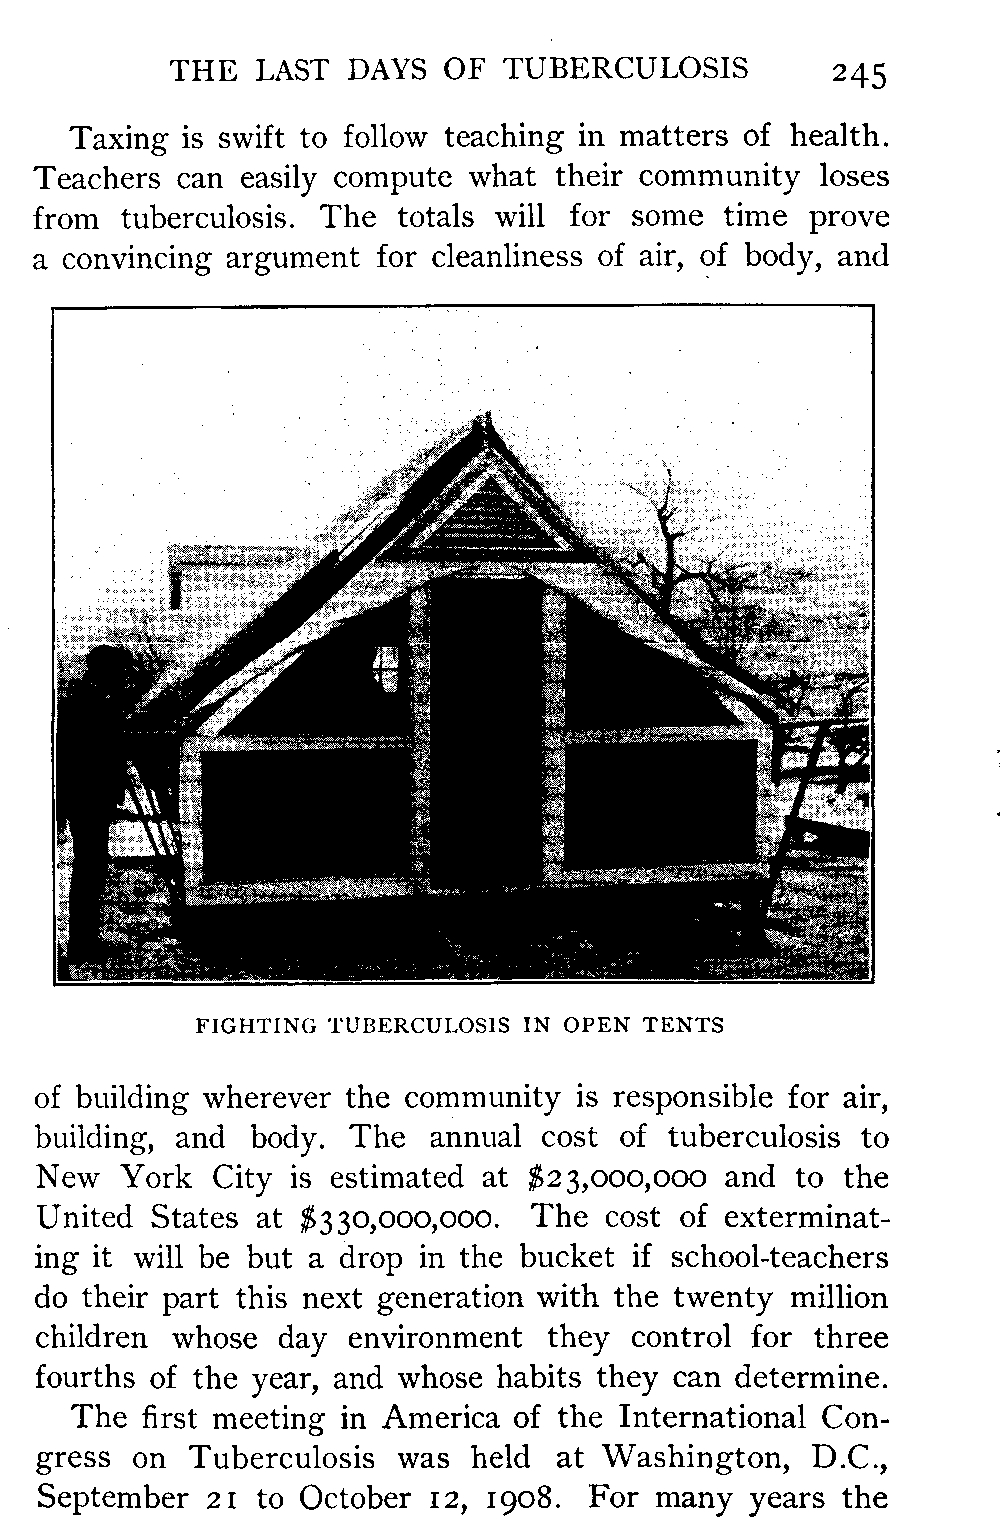 THE LAST DAYS OF TUBERCULOSIS 245
Taxing is swift to follow teaching in matters of health.
Teachers can easily compute what their community loses
from tuberculosis. The totals will for some time prove
a convincing argument for cleanliness of air, of body, and
FIGHTING TUBERCULOSIS IN OPEN TENTS
of building wherever the community is responsible for air,
building, and body. The annual cost of tuberculosis to
New York City is estimated at $23,000,000 and to the
United States at $330,000,000. The cost of exterminat-
ing it will be but a drop in the bucket if school-teachers
do their part this next generation with the twenty million
children whose day environment they control for three
fourths of the year, and whose habits they can determine.
The first meeting in America of the International Con-
gress on Tuberculosis was held at Washington, D.C.,
September 21 to October 12, 1908. For many years the